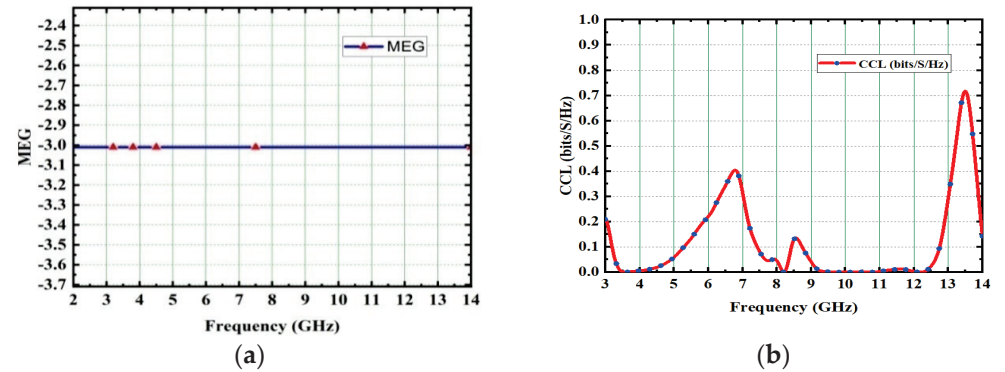 MEG
-2.4
-2.5
-2.6
-2.7
-2.8
-2.9
-3.0
-3.1
-3.2
-3.3
-3.4
-3.5
-3.6
-3.7
MEG
2 3 4 5 6 7 8 9 10 11 12 13 14
Frequency (GHz)
(a)
CCL (bits/S/Hz)
1.0
0.9
0.8
0.7
0.6
0.5
0.4
0.3
0.2
0.1
0.0
CCL (bits/S/Hz)
3 4 5 6 7 8 9 10 11 12 13 14
Frequency (GHz)
(b)